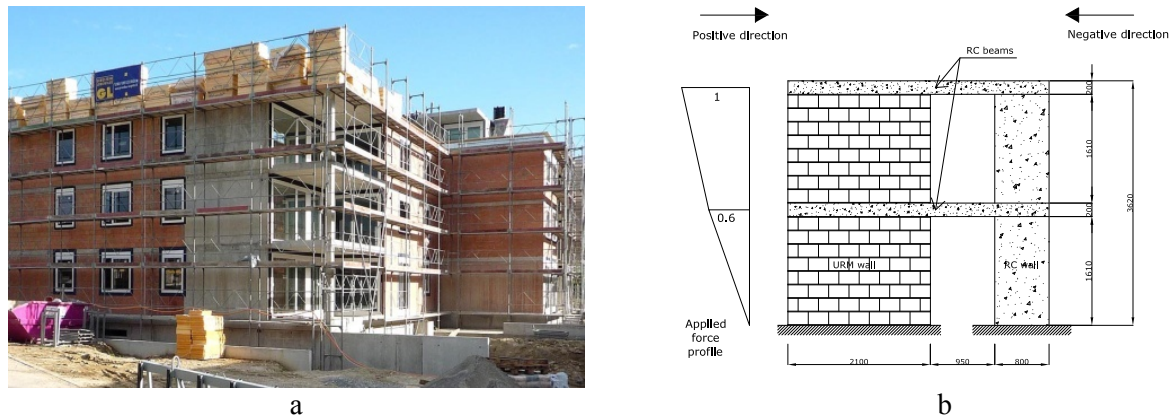 GL
a
Positive direction
Negative direction
RC beams
1
0.6
URM wall
RC wall
Applied
force
profile
200
1610
200
1610
3620
2100
950
800
b